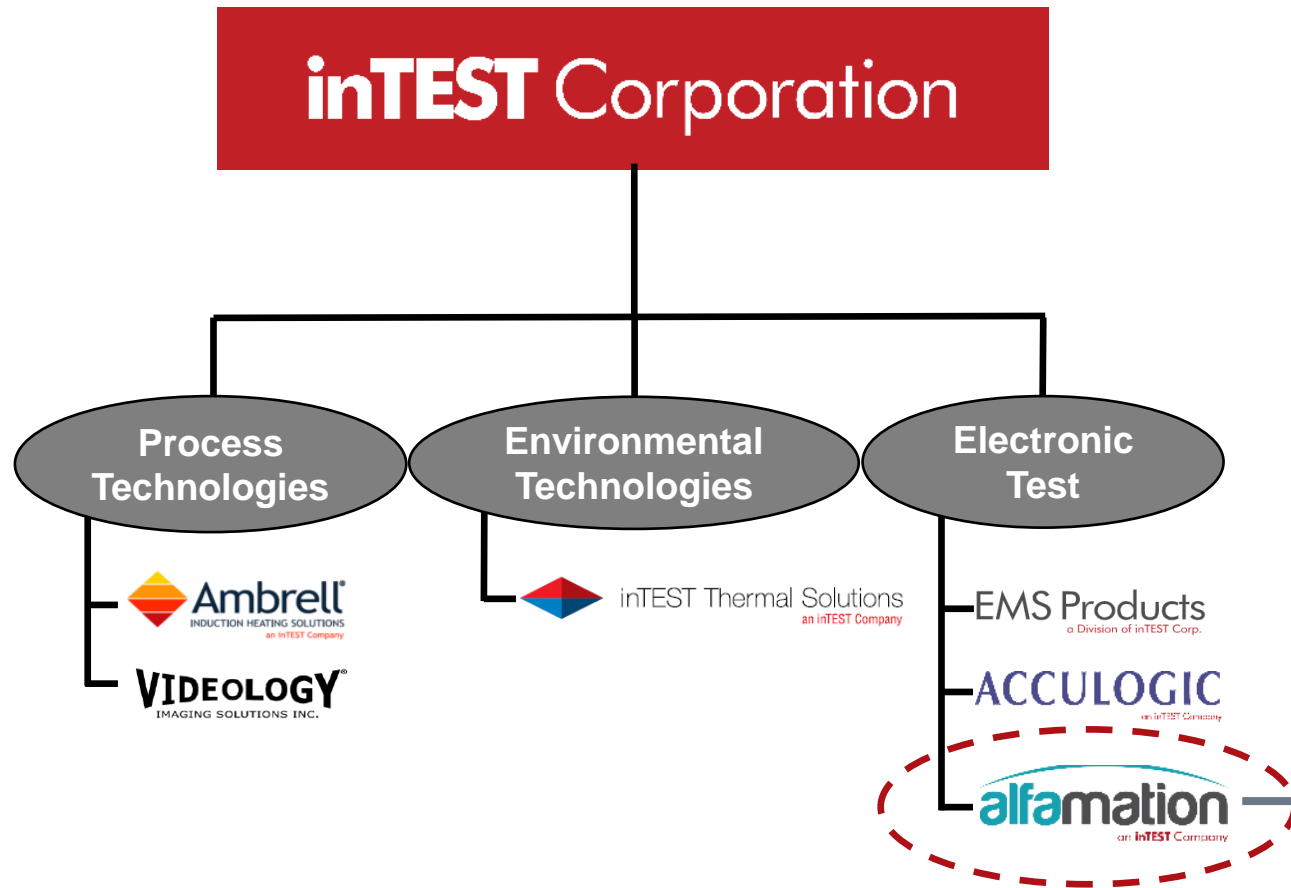 inTEST Corporation
Process
Technologies
Environmental
Technologies
Electronic
Test
Ambrell®
INDUCTION HEATING SOLUTIONS
an inTEST Company
VIDEOLOGY®
IMAGING SOLUTIONS INC.
inTEST Thermal Solutions
an inTEST Company
EMS Products
a Division of inTEST Corp.
ACCULOGIC
an inTEST Company
alfamation
an inTEST Company